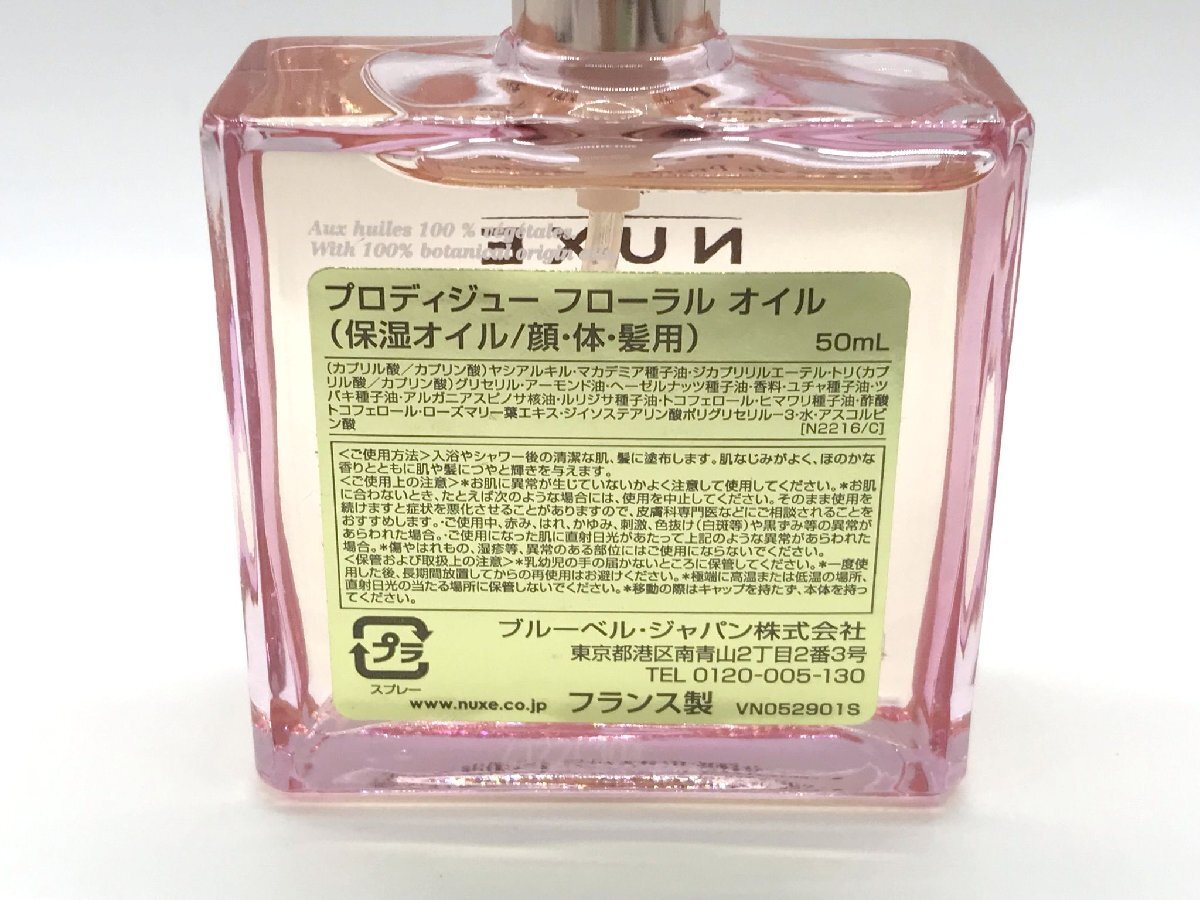 Aux huiles 100 % végétales
With 100% botanical origin
NUXE
プロディジュー フローラル オイル
(保湿オイル/顔・体・髪用) 50mL
(カプリル酸/カプリン酸)ヤシアルキル・マカデミア種子油・ジカプリリルエーテル・トリ(カプ
リル酸/カプリン酸)グリセリル・アーモンド油・ヘーゼルナッツ種子油・香料・ユチャ種子油・ツ
バキ種子油・アルガニアスピノサ核油・ルリジサ種子油・トコフェロール・ヒマワリ種子油・酢酸
トコフェロール・ローズマリー葉エキス・ジイソステアリン酸ポリグリセリル-3・水・アスコルビ
ン酸 [N2216/C]
<ご使用方法>入浴やシャワー後の清潔な肌、髪に塗布します。肌なじみがよく、ほのかな
香りとともに肌や髪につやと輝きを与えます。
<ご使用上の注意>*お肌に異常が生じていないかよく注意して使用してください。*お肌
に合わないとき、たとえば次のような場合には、使用を中止してください。そのまま使用を
続けますと症状を悪化させることがありますので、皮膚科専門医などにご相談されることを
おすすめします。・ご使用中、赤み、はれ、かゆみ、刺激、色抜け(白斑等)や黒ずみ等の異常が
あらわれた場合。・ご使用になった肌に直射日光があたって上記のような異常があらわれた
場合。*傷やはれもの、湿疹等、異常のある部位にはご使用にならないでください。
<保管および取扱上の注意>*乳幼児の手の届かないところに保管してください。*一度使
用した後、長期間放置してからの再使用はお避けください。*極端に高温または低温の場所、
直射日光の当たる場所に保管しないでください。*移動の際はキャップを持たず、本体を持っ
てください。
プラ
スプレー
ブルーベル・ジャパン株式会社
東京都港区南青山2丁目2番3号
TEL 0120-005-130
www.nuxe.co.jp フランス製 VN052901S